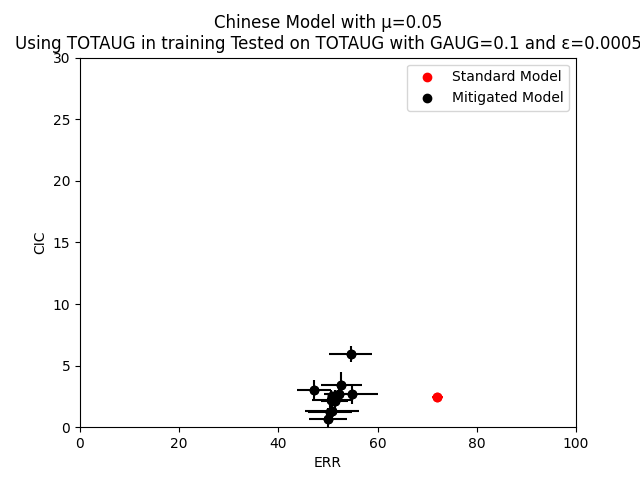 Chinese Model with μ=0.05
Using TOTAUG in training Tested on TOTAUG with GAUG=0.1 and ε=0.0005
30
25
20
15
10
5
0
CIC
Standard Model
Mitigated Model
0 20 40 60 80 100
ERR